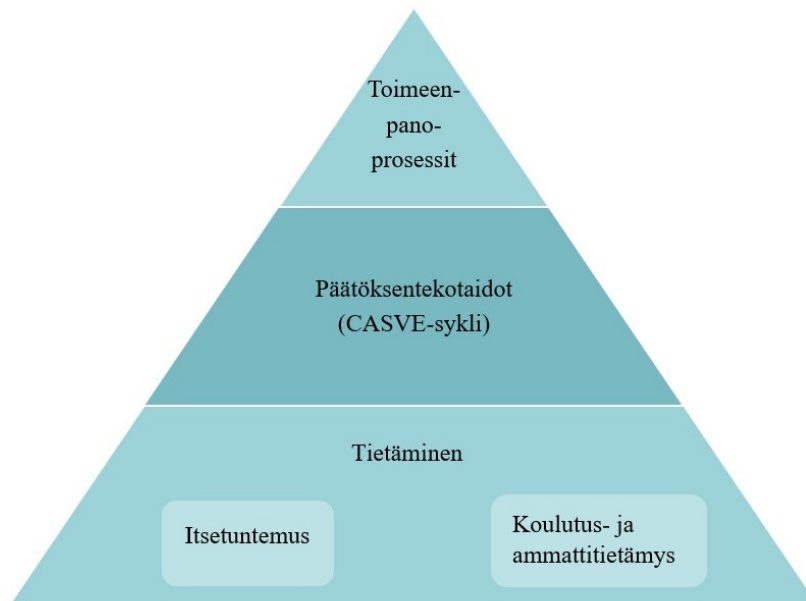 Toimeen-
pano-
prosessit
Päätöksentekotaidot
(CASVE-sykli)
Tietäminen
Itsetuntemus
Koulutus- ja
ammattitietämys